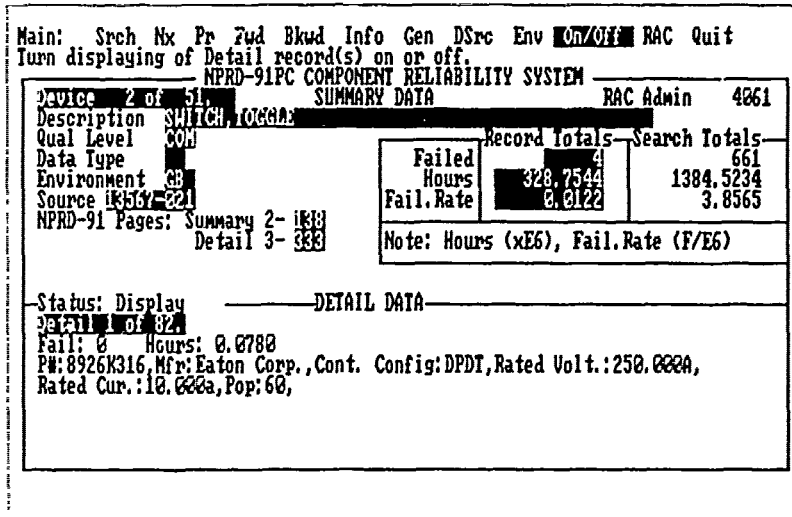 Main: Srch Nx Pr Fwd Bkwd Info Gen DSrc Env On/Off RAC Quit
Turn displaying of Detail record(s) on or off.
NPRD-91PC COMPONENT RELIABILITY SYSTEM
Device 2 of 51. SUMMARY DATA RAC Admin 4061
Description SWITCH,TOGGLE
Qual Level COM
Record Totals Search Totals
Data Type
Failed 4 661
Environment GB
Hours 328.7544 1384.5234
Source 13567-021
Fail.Rate 0.0122 3.8565
NPRD-91 Pages: Summary 2- 138
Detail 3- 333
Note: Hours (xE6), Fail.Rate (F/E6)
Status: Display DETAIL DATA
Detail 1 of 82.
Fail: 0 Hours: 0.0780
P#:8926K316,Mfr:Eaton Corp.,Cont. Config:DPDT,Rated Volt.:250.000A,
Rated Cur.:10.000a,Pop:60,